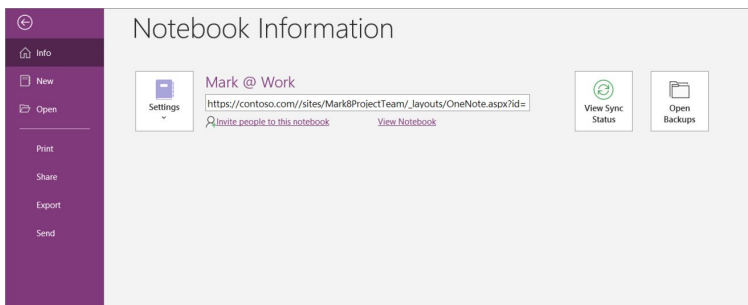 Notebook Information
Info
New
Open
Print
Share
Export
Send
Settings
Mark @ Work
https://contoso.com//sites/Mark8ProjectTeam/_layouts/OneNote.aspx?id=
Invite people to this notebook
View Notebook
View Sync
Status
Open
Backups